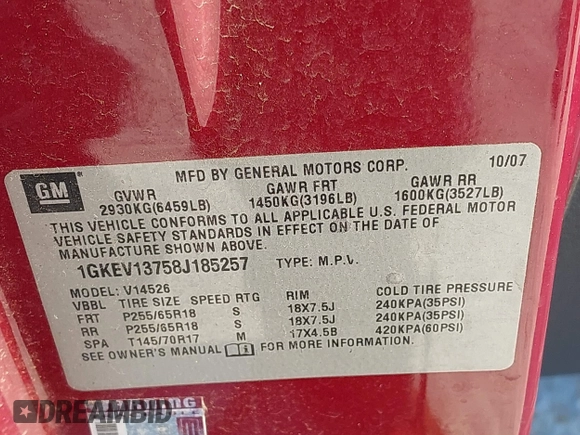 MFD BY GENERAL MOTORS CORP. 10/07
GM
GVWR GAWR FRT GAWR RR
2930KG(6459LB) 1450KG(3196LB) 1600KG(3527LB)
THIS VEHICLE CONFORMS TO ALL APPLICABLE U.S. FEDERAL MOTOR
VEHICLE SAFETY STANDARDS IN EFFECT ON THE DATE OF
MANUFACTURE SHOWN ABOVE.
1GKEV13758J185257 TYPE: M.P.V.
MODEL: V14526
VBBL TIRE SIZE SPEED RTG RIM COLD TIRE PRESSURE
FRT P255/65R18 S 18X7.5J 240KPA(35PSI)
RR P255/65R18 S 18X7.5J 240KPA(35PSI)
SPA T145/70R17 M 17X4.5B 420KPA(60PSI)
SEE OWNER'S MANUAL FOR MORE INFORMATION.
DREAMBID